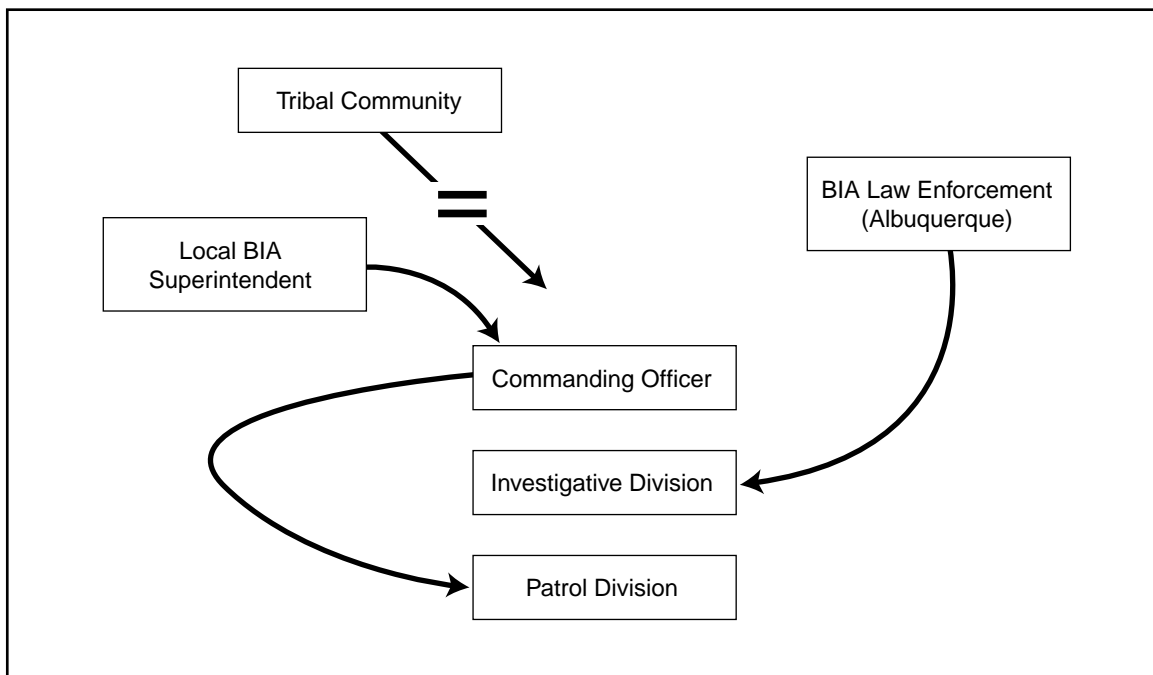 Tribal Community
BIA Law Enforcement
(Albuquerque)
Local BIA
Superintendent
Commanding Officer
Investigative Division
Patrol Division